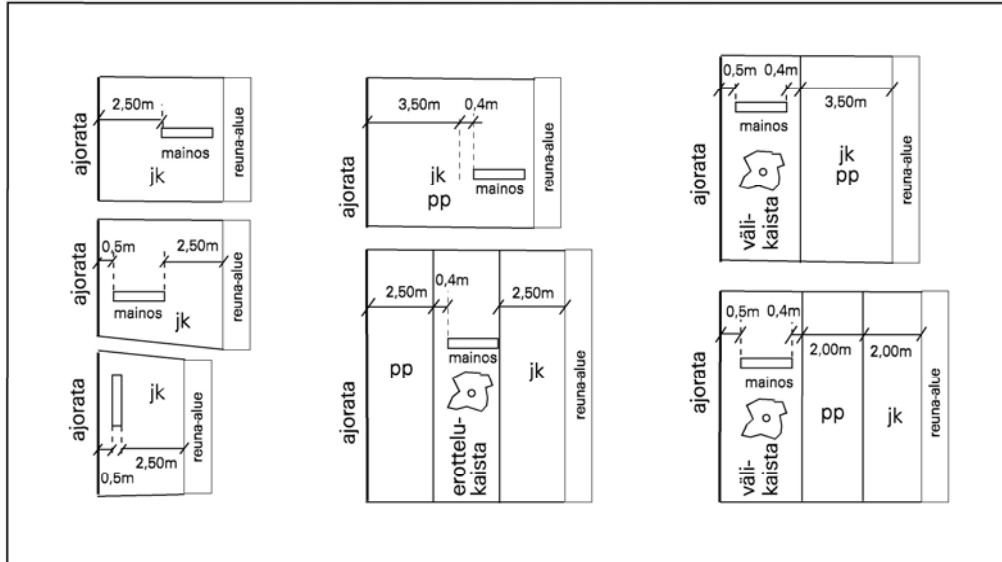 2,50m
ajorata
mainos
jk
reuna-alue
0,5m
2,50m
ajorata
mainos
jk
reuna-alue
jk
ajorata
2,50m
0,5m
reuna-alue
3,50m
0,4m
ajorata
jk
pp
mainos
reuna-alue
0,4m
2,50m
2,50m
mainos
pp
jk
ajorata
erottelu-
kaista
reuna-alue
0,5m
0,4m
3,50m
mainos
ajorata
jk
pp
väli-
kaista
reuna-alue
0,5m
0,4m
2,00m
2,00m
mainos
ajorata
pp
jk
väli-
kaista
reuna-alue